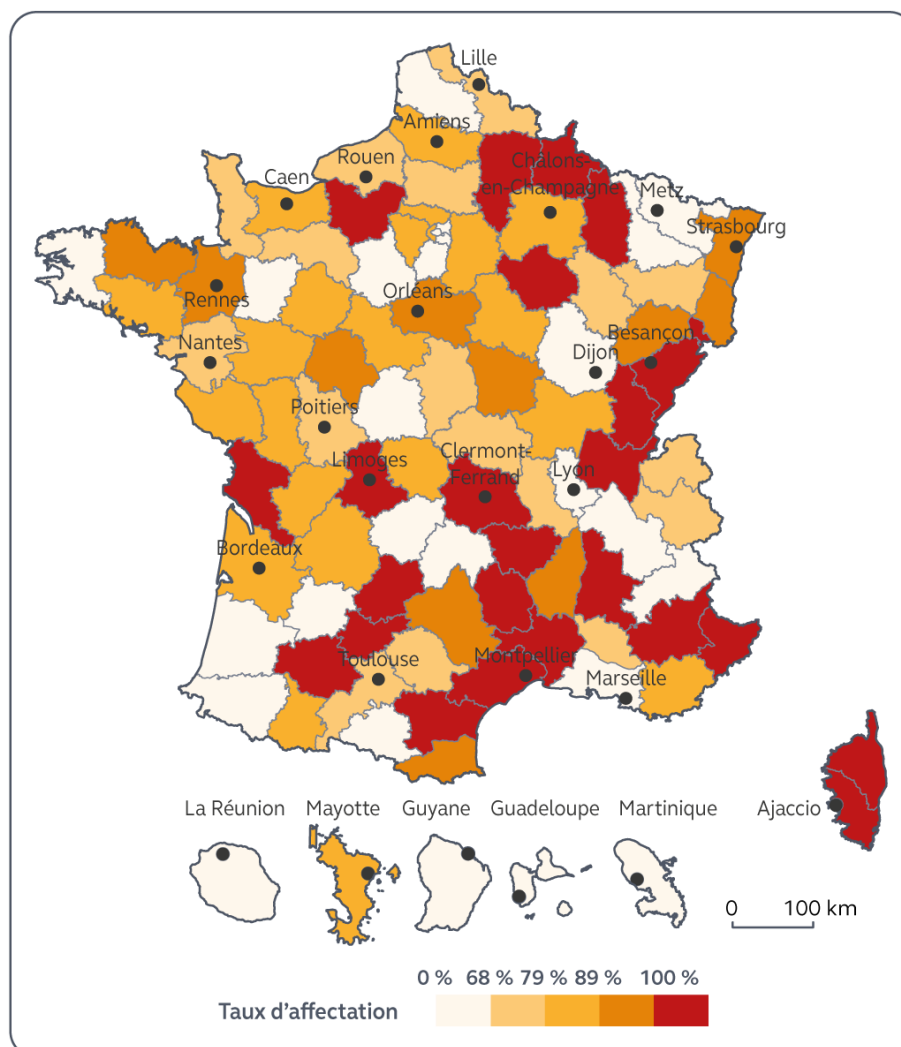 Lille
Amiens
Rouen
Châlons-
Caen
en-Champagne
Metz
Strasbourg
Rennes
Orléans
Besançon
Nantes
Dijon
Poitiers
Clermont-
Limoges
Ferrand
Lyon
Bordeaux
Toulouse
Montpellier
Marseille
La Réunion
Mayotte
Guyane
Guadeloupe
Martinique
Ajaccio
0 100 km
0 % 68 % 79 % 89 % 100 %
Taux d’affectation